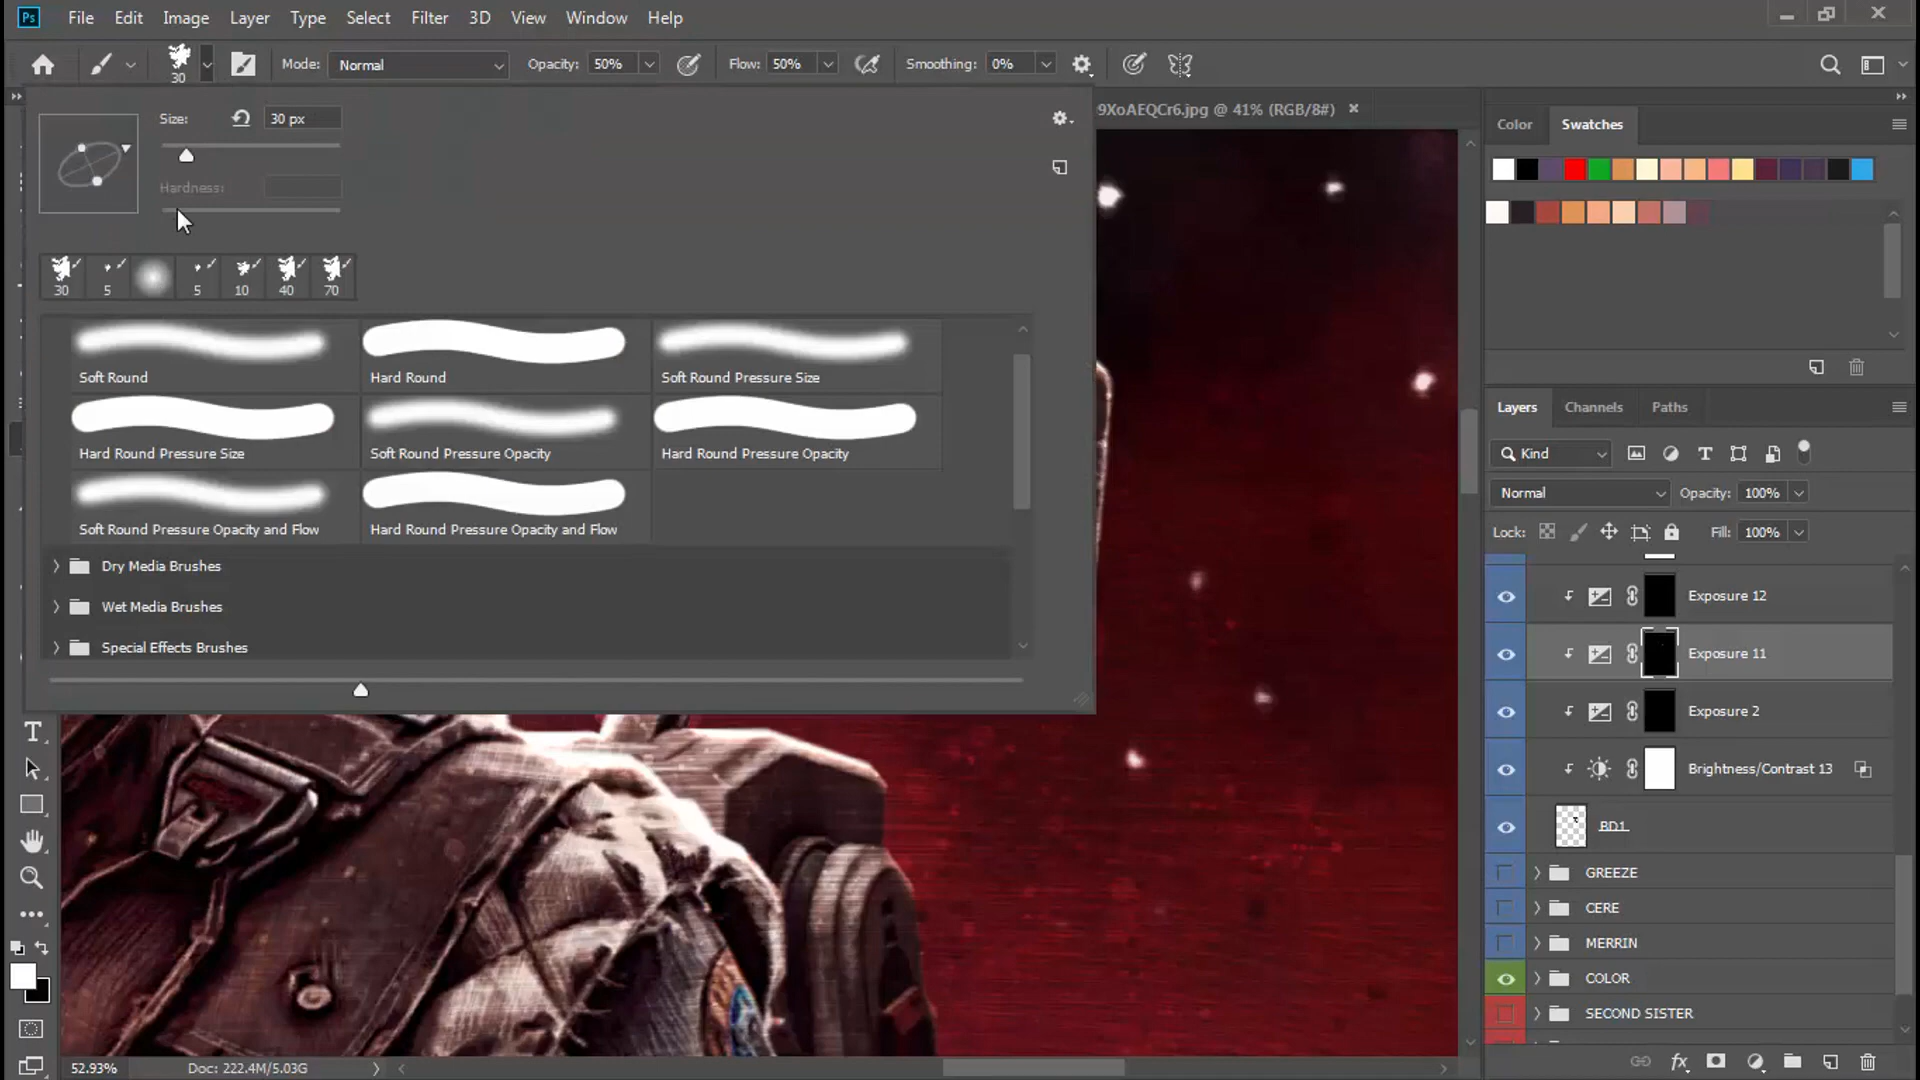 Ps File Edit Image Layer Type Select Filter 3D View Window Help
30 Mode: Normal Opacity: 50% Flow: 50% Smoothing: 0%
Size: 30 px
Hardness:
30 5 5 10 40 70
Soft Round Hard Round Soft Round Pressure Size
Hard Round Pressure Size Soft Round Pressure Opacity Hard Round Pressure Opacity
Soft Round Pressure Opacity and Flow Hard Round Pressure Opacity and Flow
Dry Media Brushes
Wet Media Brushes
Special Effects Brushes
9XoAEQCr6.jpg @ 41% (RGB/8#)
Color Swatches
Layers Channels Paths
Kind
Normal Opacity: 100%
Lock: Fill: 100%
Exposure 12
Exposure 11
Exposure 2
Brightness/Contrast 13
BD1
GREEZE
CERE
MERRIN
COLOR
SECOND SISTER
fx
T
52.93% Doc: 222.4M/5.03G